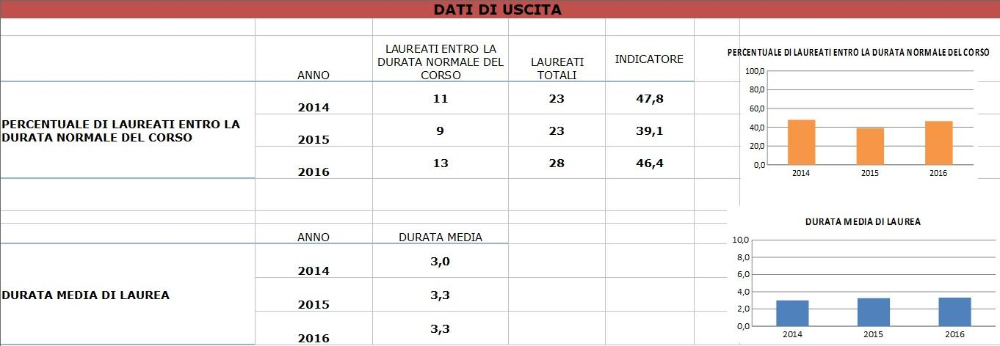 DATI DI USCITA
ANNO
LAUREATI ENTRO LA
DURATA NORMALE DEL
CORSO
LAUREATI
TOTALI
INDICATORE
PERCENTUALE DI LAUREATI ENTRO LA
DURATA NORMALE DEL CORSO
2014 11 23 47,8
2015 9 23 39,1
2016 13 28 46,4
PERCENTUALE DI LAUREATI ENTRO LA DURATA NORMALE DEL CORSO
100,0
80,0
60,0
40,0
20,0
0,0
2014 2015 2016
ANNO DURATA MEDIA
DURATA MEDIA DI LAUREA
2014 3,0
2015 3,3
2016 3,3
DURATA MEDIA DI LAUREA
10,0
8,0
6,0
4,0
2,0
0,0
2014 2015 2016